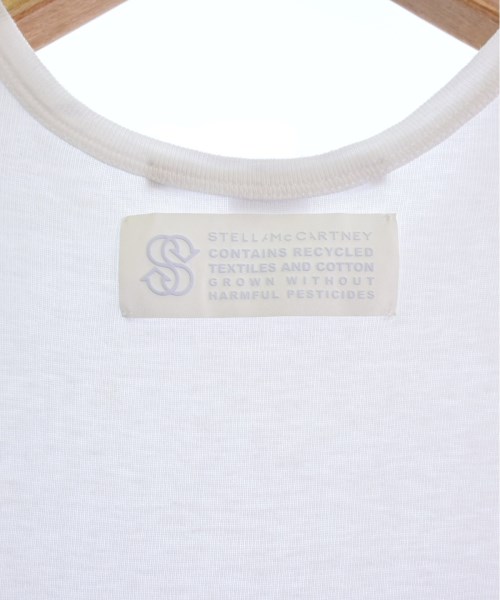 STELLA McCARTNEY
CONTAINS RECYCLED
TEXTILES AND COTTON
GROWN WITHOUT
HARMFUL PESTICIDES